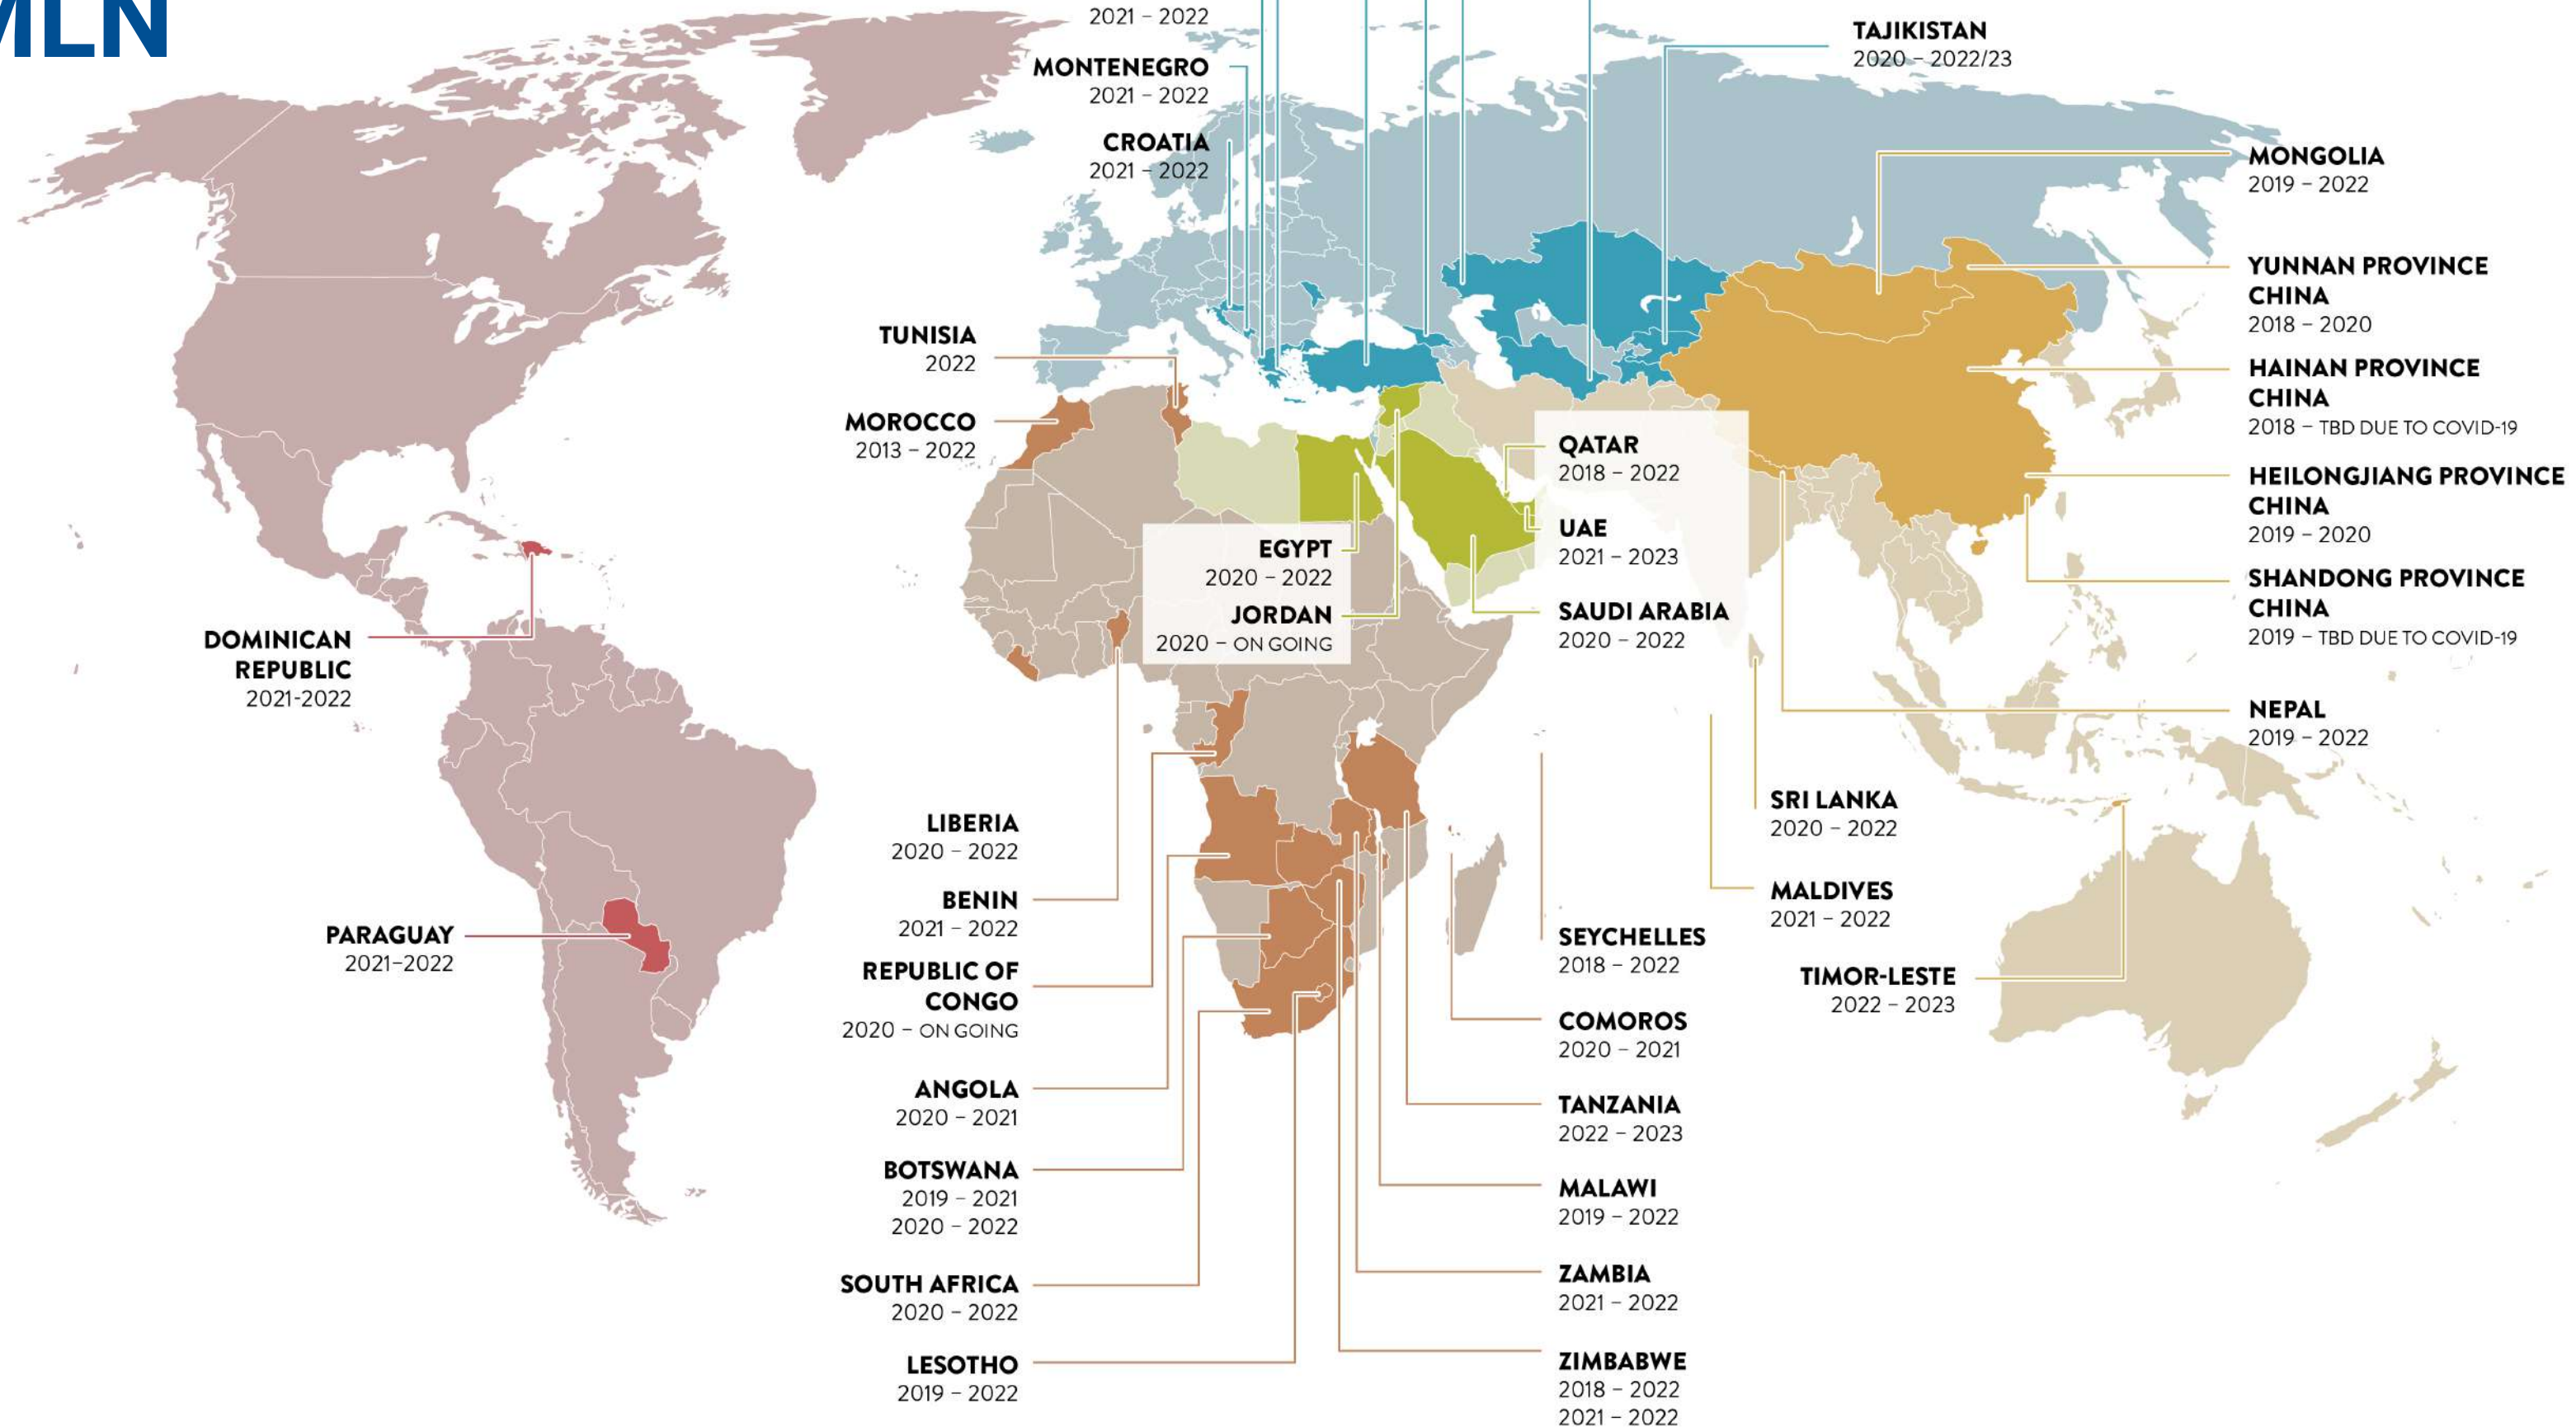 MLN
2021 – 2022
MONTENEGRO
2021 – 2022
CROATIA
2021 – 2022
TAJIKISTAN
2020 – 2022/23
MONGOLIA
2019 – 2022
YUNNAN PROVINCE
CHINA
2018 – 2020
HAINAN PROVINCE
CHINA
2018 – TBD DUE TO COVID-19
HEILONGJIANG PROVINCE
CHINA
2019 – 2020
SHANDONG PROVINCE
CHINA
2019 – TBD DUE TO COVID-19
NEPAL
2019 – 2022
TUNISIA
2022
MOROCCO
2013 – 2022
QATAR
2018 – 2022
UAE
2021 – 2023
SAUDI ARABIA
2020 – 2022
EGYPT
2020 – 2022
JORDAN
2020 – ON GOING
DOMINICAN
REPUBLIC
2021-2022
PARAGUAY
2021–2022
LIBERIA
2020 – 2022
BENIN
2021 – 2022
REPUBLIC OF
CONGO
2020 – ON GOING
ANGOLA
2020 – 2021
BOTSWANA
2019 – 2021
2020 – 2022
SOUTH AFRICA
2020 – 2022
LESOTHO
2019 – 2022
SRI LANKA
2020 – 2022
MALDIVES
2021 – 2022
TIMOR-LESTE
2022 – 2023
SEYCHELLES
2018 – 2022
COMOROS
2020 – 2021
TANZANIA
2022 – 2023
MALAWI
2019 – 2022
ZAMBIA
2021 – 2022
ZIMBABWE
2018 – 2022
2021 – 2022